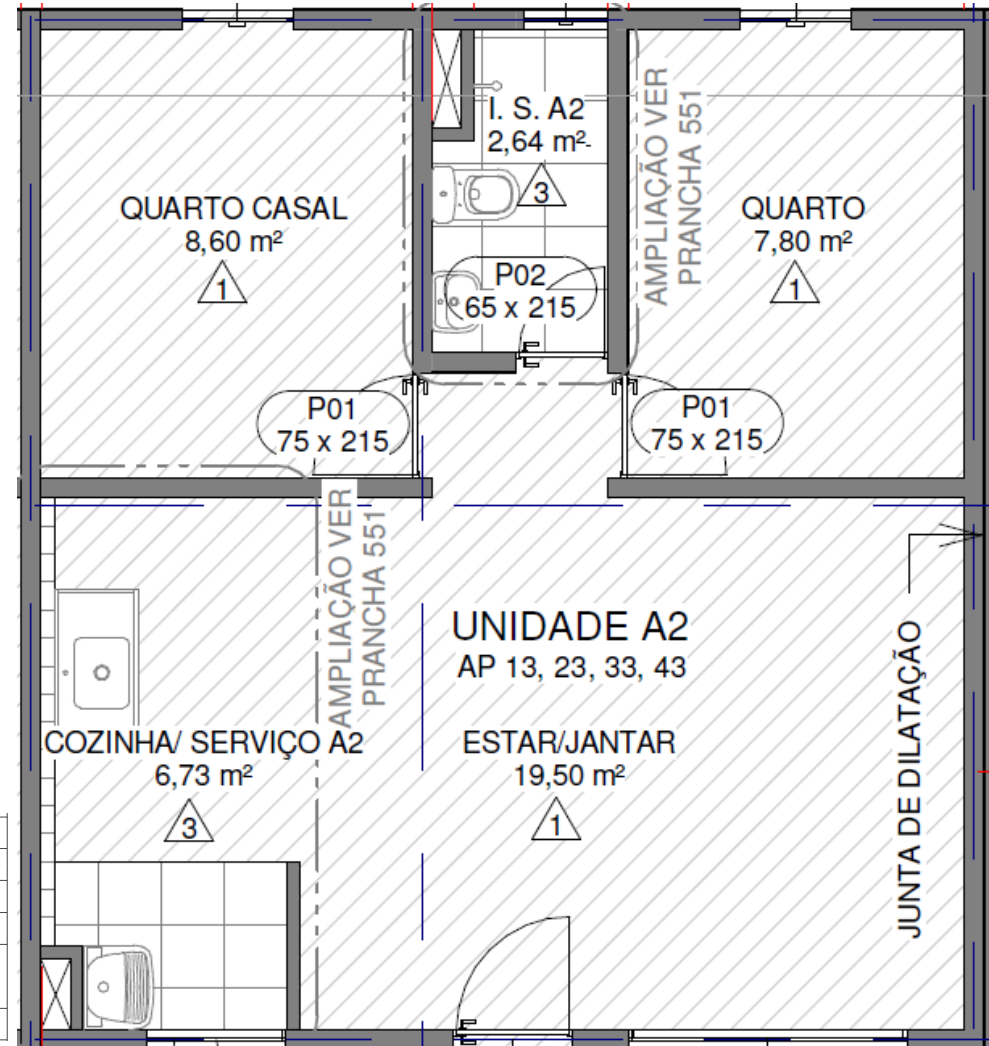 I. S. A2
2,64 m²
3
QUARTO CASAL
8,60 m²
1
AMPLIAÇÃO VER
PRANCHA 551
QUARTO
7,80 m²
1
P02
65 x 215
P01
75 x 215
P01
75 x 215
AMPLIAÇÃO VER
PRANCHA 551
UNIDADE A2
AP 13, 23, 33, 43
JUNTA DE DILATAÇÃO
COZINHA/ SERVIÇO A2
6,73 m²
3
ESTAR/JANTAR
19,50 m²
1